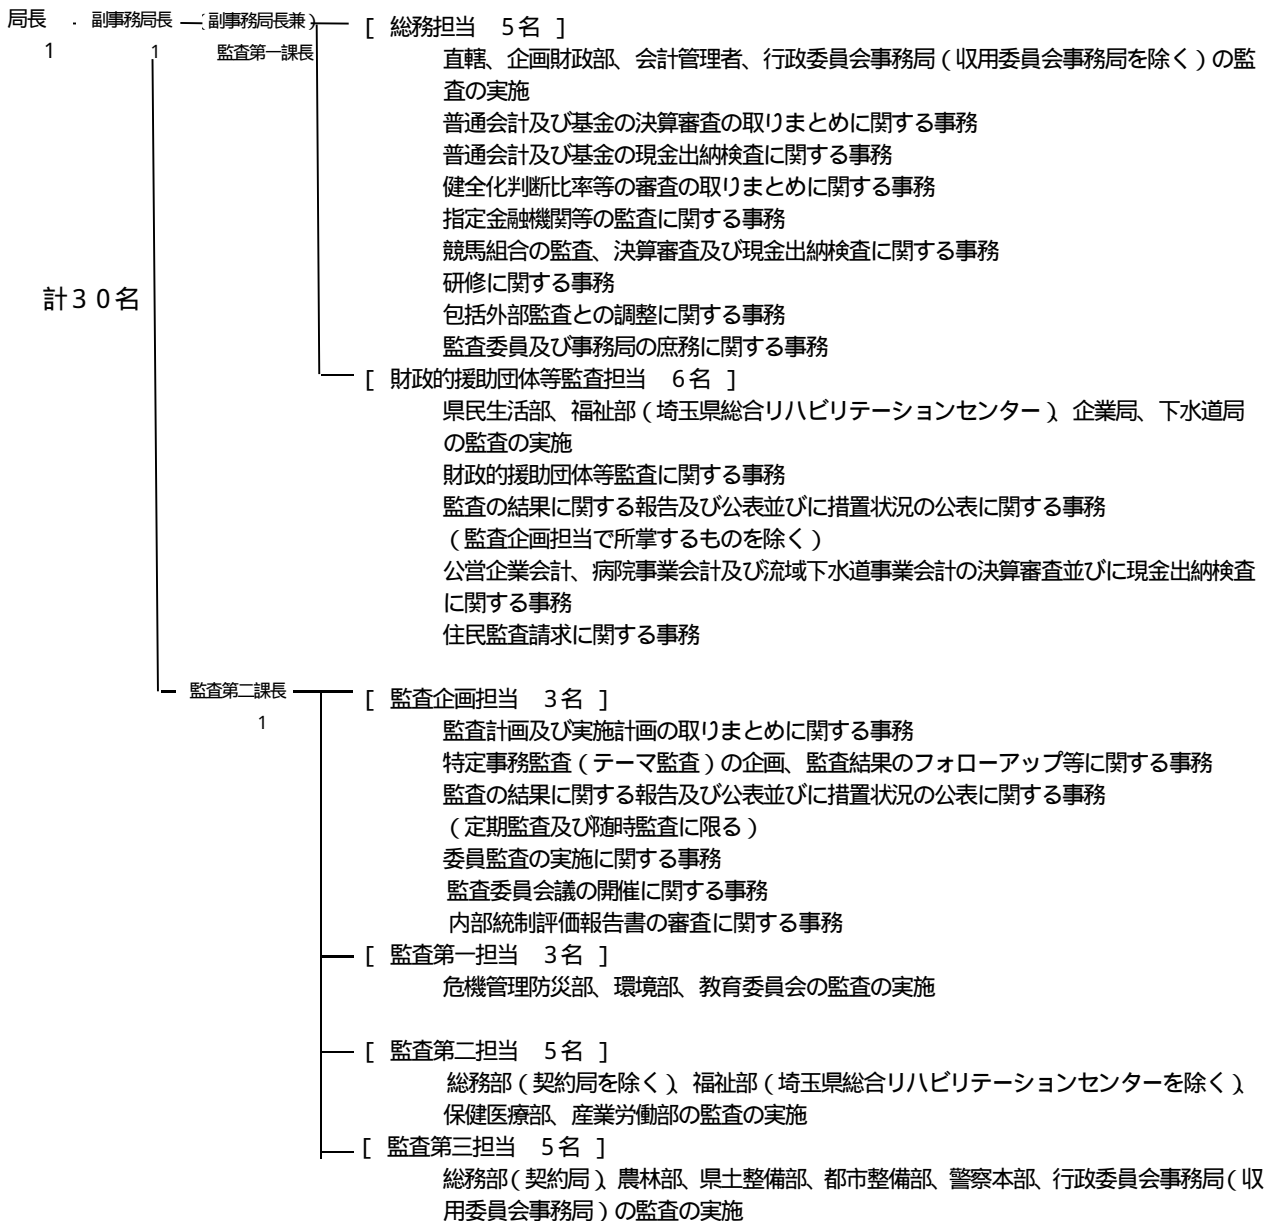 局長 . 副事務局長 （副事務局長兼） [ 総務担当　5名 ]
1 1 監査第一課長
直轄、企画財政部、会計管理者、行政委員会事務局（収用委員会事務局を除く）の監
査の実施
普通会計及び基金の決算審査の取りまとめに関する事務
普通会計及び基金の現金出納検査に関する事務
健全化判断比率等の審査の取りまとめに関する事務
指定金融機関等の監査に関する事務
競馬組合の監査、決算審査及び現金出納検査に関する事務
研修に関する事務
計３０名
包括外部監査との調整に関する事務
監査委員及び事務局の庶務に関する事務
[ 財政的援助団体等監査担当　6名 ]
県民生活部、福祉部（埼玉県総合リハビリテーションセンター）、企業局、下水道局
の監査の実施
財政的援助団体等監査に関する事務
監査の結果に関する報告及び公表並びに措置状況の公表に関する事務
（監査企画担当で所掌するものを除く）
公営企業会計、病院事業会計及び流域下水道事業会計の決算審査並びに現金出納検査
に関する事務
住民監査請求に関する事務
監査第二課長 [ 監査企画担当　3名 ]
1
監査計画及び実施計画の取りまとめに関する事務
特定事務監査（テーマ監査）の企画、監査結果のフォローアップ等に関する事務
監査の結果に関する報告及び公表並びに措置状況の公表に関する事務
（定期監査及び随時監査に限る）
委員監査の実施に関する事務
監査委員会議の開催に関する事務
内部統制評価報告書の審査に関する事務
[ 監査第一担当　3名 ]
危機管理防災部、環境部、教育委員会の監査の実施
[ 監査第二担当　5名 ]
総務部（契約局を除く）、福祉部（埼玉県総合リハビリテーションセンターを除く）、
保健医療部、産業労働部の監査の実施
[ 監査第三担当　5名 ]
総務部（契約局）、農林部、県土整備部、都市整備部、警察本部、行政委員会事務局（収
用委員会事務局）の監査の実施